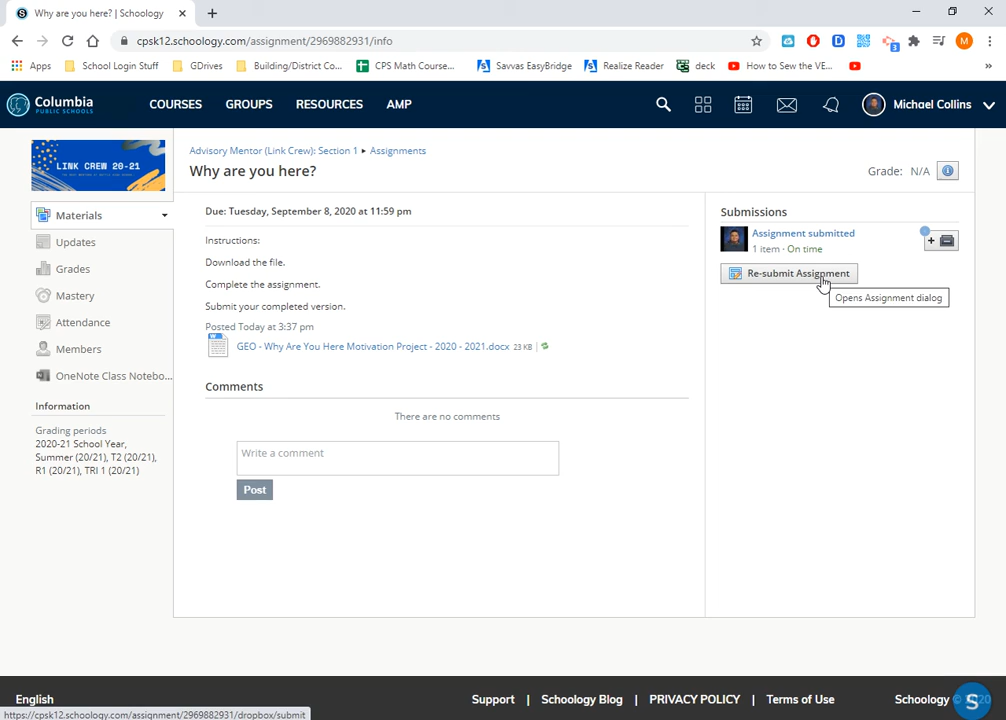 Why are you here? | Schoology
cpsk12.schoology.com/assignment/2969882931/info
Apps
School Login Stuff
GDrives
Building/District Co...
CPS Math Course...
Savvas EasyBridge
Realize Reader
deck
How to Sew the VE...
»
Columbia
PUBLIC SCHOOLS
COURSES
GROUPS
RESOURCES
AMP
Michael Collins
LINK CREW 20-21
Advisory Mentor (Link Crew): Section 1 ▸ Assignments
Why are you here?
Grade: N/A
Materials
Updates
Grades
Mastery
Attendance
Members
OneNote Class Notebo...
Information
Grading periods
2020-21 School Year,
Summer (20/21), T2 (20/21),
R1 (20/21), TRI 1 (20/21)
Due: Tuesday, September 8, 2020 at 11:59 pm
Instructions:
Download the file.
Complete the assignment.
Submit your completed version.
Posted Today at 3:37 pm
GEO - Why Are You Here Motivation Project - 2020 - 2021.docx 23 KB
Comments
There are no comments
Write a comment
Post
Submissions
Assignment submitted
1 item · On time
Re-submit Assignment
Opens Assignment dialog
English
Support | Schoology Blog | PRIVACY POLICY | Terms of Use
Schoology
https://cpsk12.schoology.com/assignment/2969882931/dropbox/submit